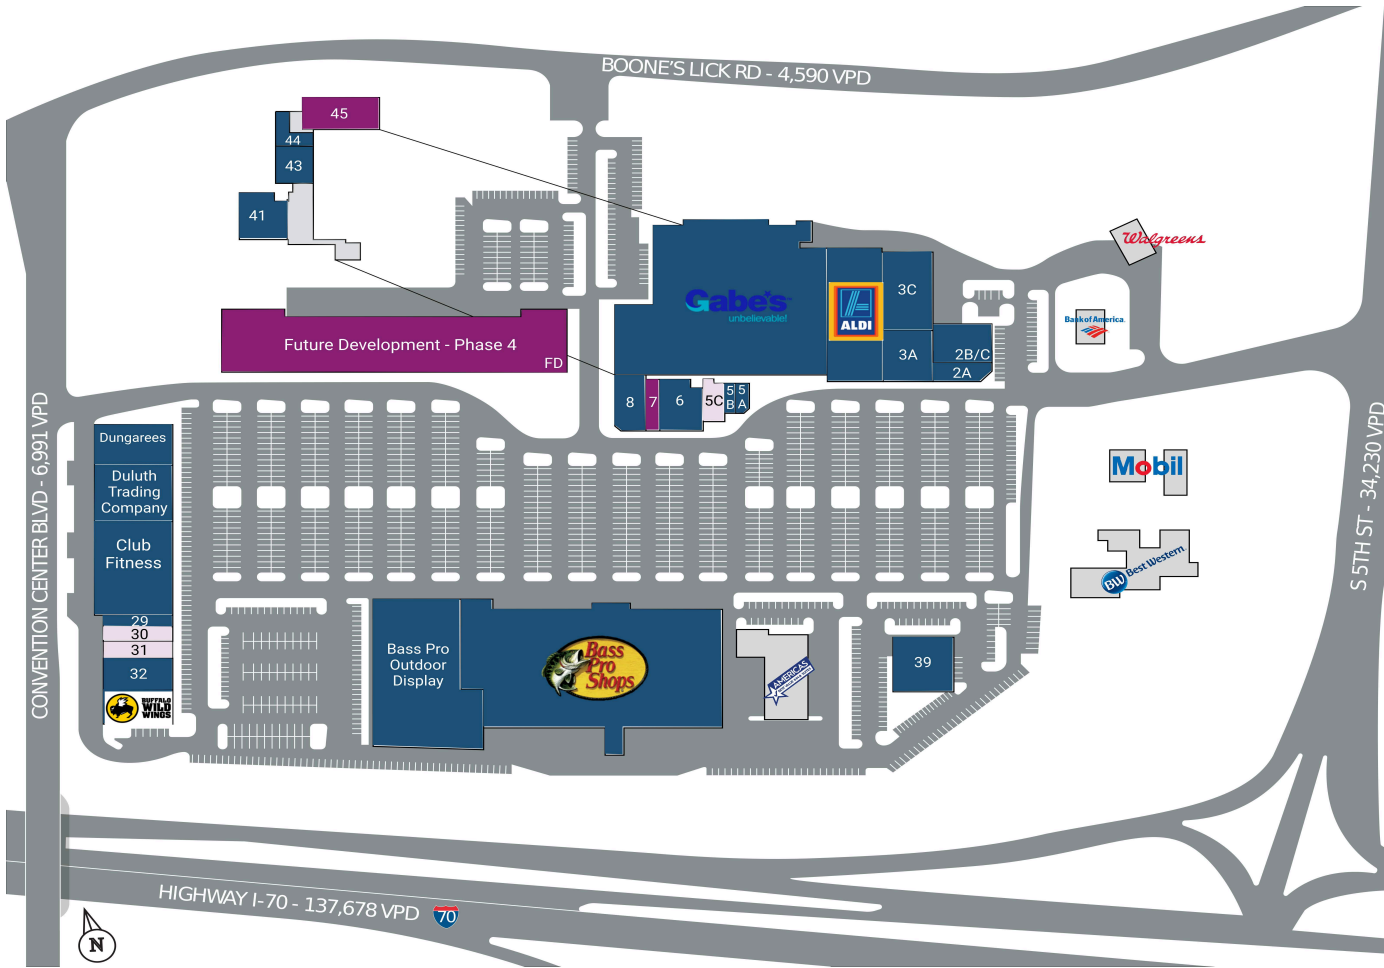 BOONE'S LICK RD - 4,590 VPD
45
44
43
41
Walgreens
Gabe's
unbelievable!
ALDI
3C
3A
2B/C
2A
Bank of America
Future Development - Phase 4
FD
8
7
6
5C
5
B
5
A
CONVENTION CENTER BLVD - 6,991 VPD
S 5TH ST - 34,230 VPD
Dungarees
Duluth
Trading
Company
Club
Fitness
29
30
31
32
BUFFALO
WILD
WINGS
Mobil
BW Best Western
Bass Pro
Outdoor
Display
Bass
Pro
Shops
AMERICAS
39
HIGHWAY I-70 - 137,678 VPD
70
N